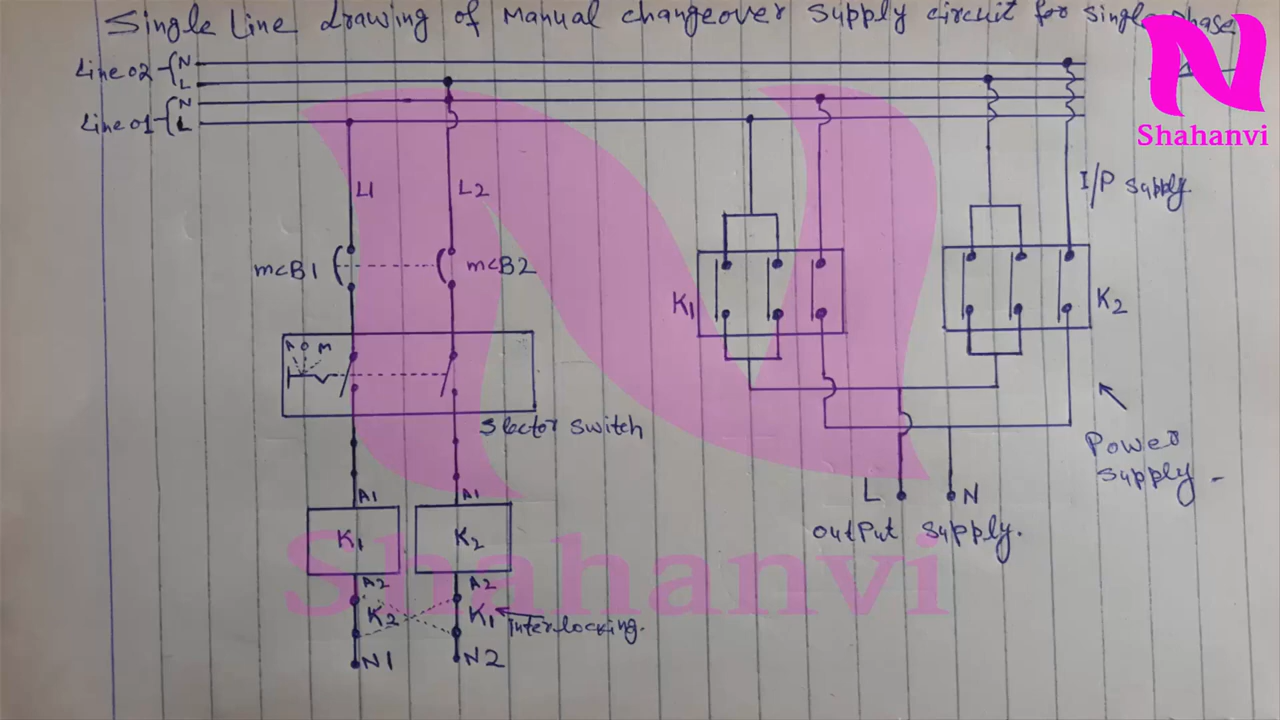 Single Line drawing of Manual changeover supply circuit for single phase
Shahanvi
Line 02 N
L
Line 01 N
L
L1
L2
I/P supply.
mcB1
mcB2
K1
K2
A O M
Slector switch
Power supply -
A1
A1
L
N
K1
K2
output supply.
A2
A2
Shahanvi
K2
K1
Interlocking.
N1
N2